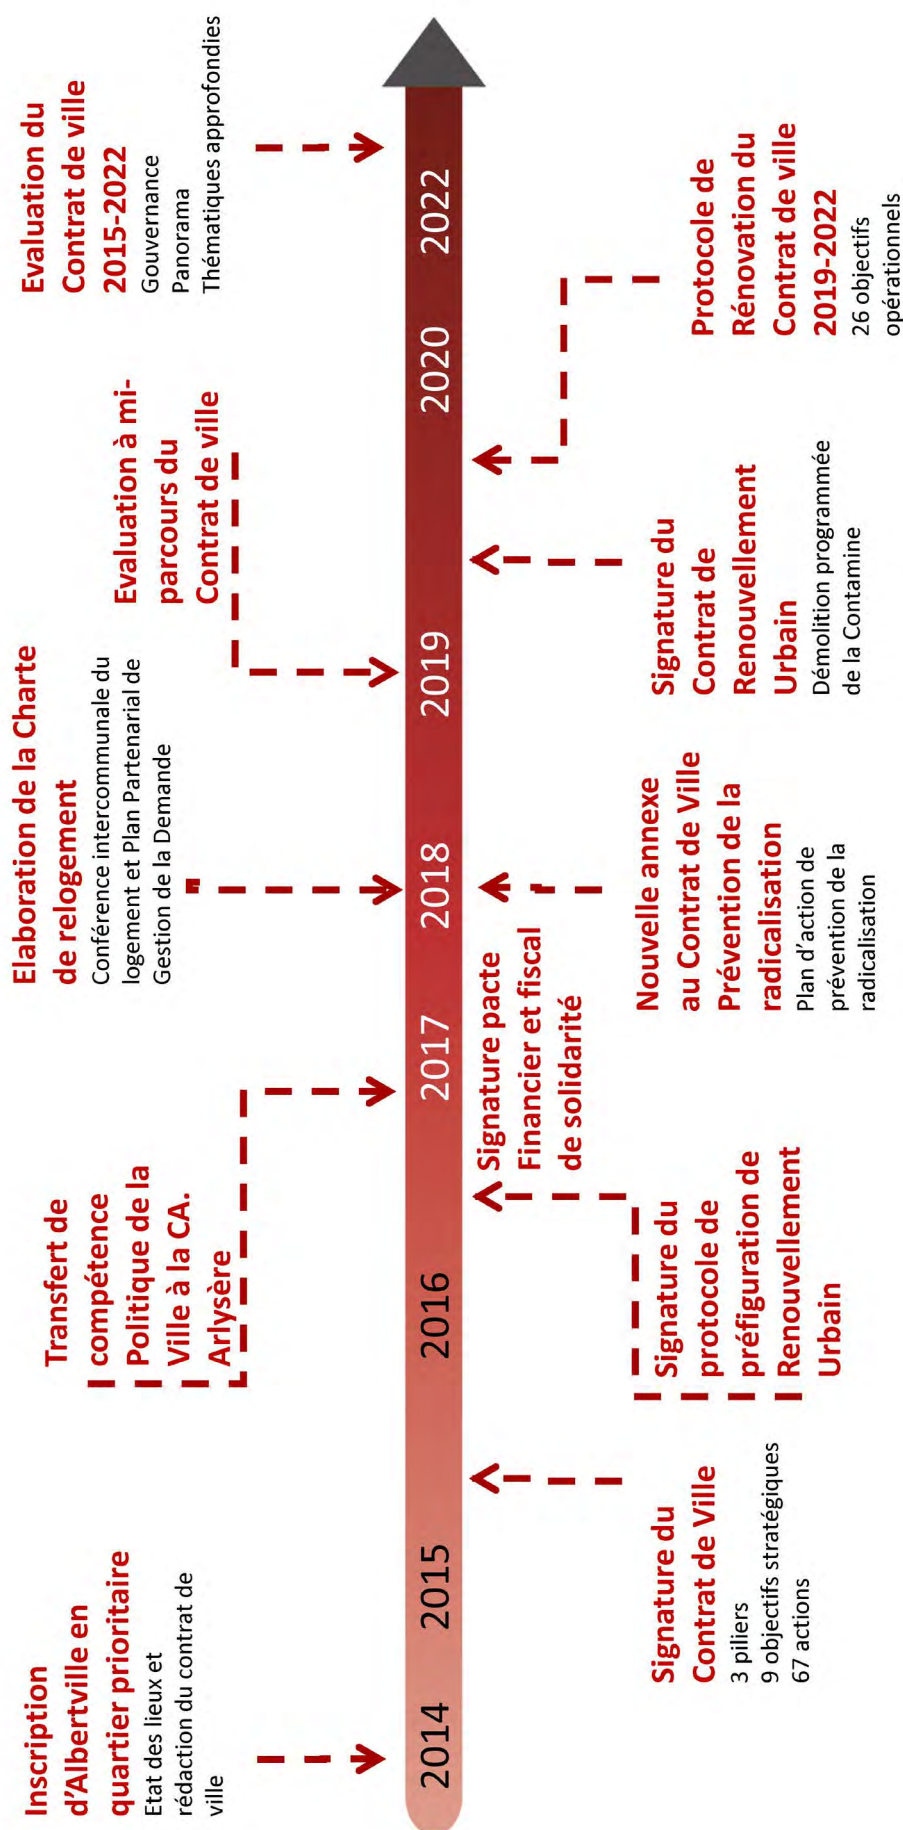 Inscription
d'Albertville en
quartier prioritaire
Etat des lieux et
rédaction du contrat de
ville
Transfert de
compétence
Politique de la
Ville à la CA.
Arlysère
Elaboration de la Charte
de relogement
Conférence intercommunale du
logement et Plan Partenarial de
Gestion de la Demande
Evaluation à mi-
parcours du
Contrat de ville
Evaluation du
Contrat de ville
2015-2022
Gouvernance
Panorama
Thématiques approfondies
2014
2015
2016
2017
2018
2019
2020
2022
Signature du
Contrat de Ville
3 piliers
9 objectifs stratégiques
67 actions
Signature du
protocole de
préfiguration de
Renouvellement
Urbain
Signature pacte
Financier et fiscal
de solidarité
Nouvelle annexe
au Contrat de Ville
Prévention de la
radicalisation
Plan d'action de
prévention de la
radicalisation
Signature du
Contrat de
Renouvellement
Urbain
Démolition programmée
de la Contamine
Protocole de
Rénovation du
Contrat de ville
2019-2022
26 objectifs
opérationnels